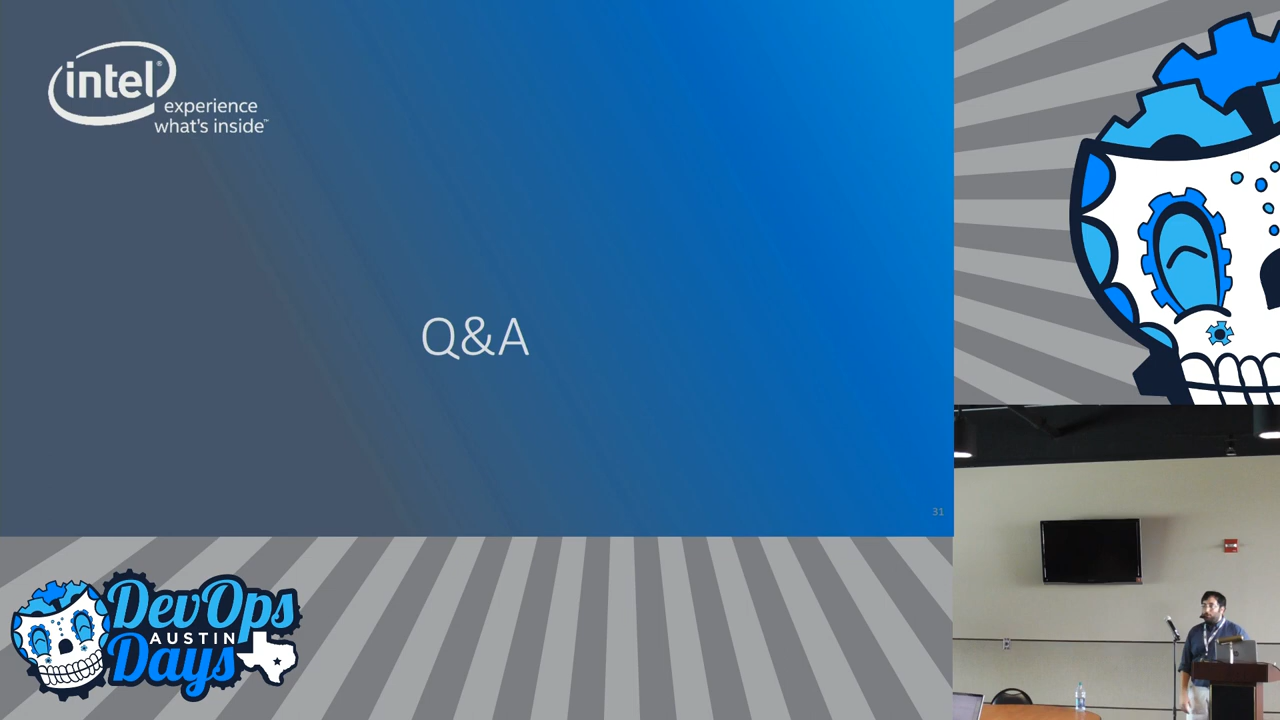 intel®
experience
what's inside™
Q&A
31
DevOps
AUSTIN
Days